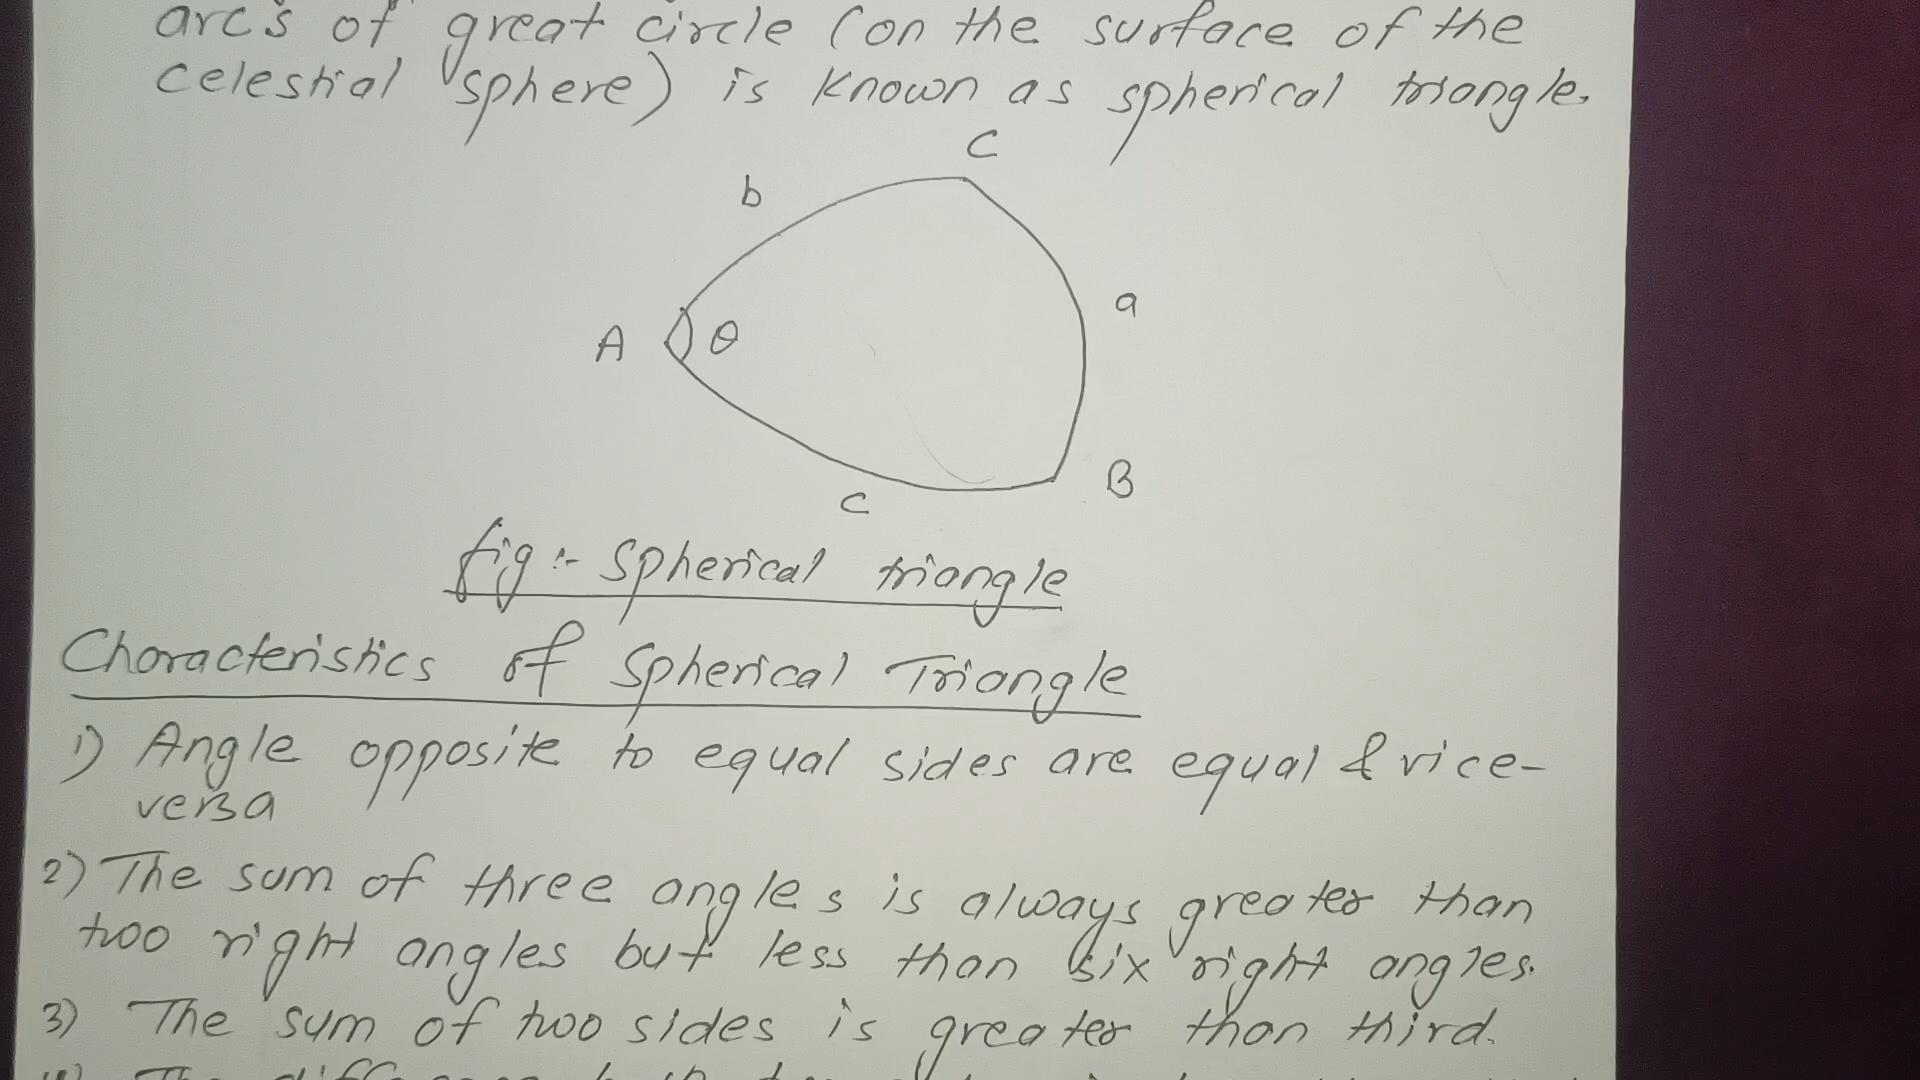 arc's of great circle (on the surface of the
celestial sphere) is known as spherical triangle.
C
b
a
A θ
B
c
fig :- Spherical triangle
Characteristics of Spherical Triangle
1) Angle opposite to equal sides are equal & vice-
versa
2) The sum of three angles is always greater than
two right angles but less than six right angles.
3) The sum of two sides is greater than third.